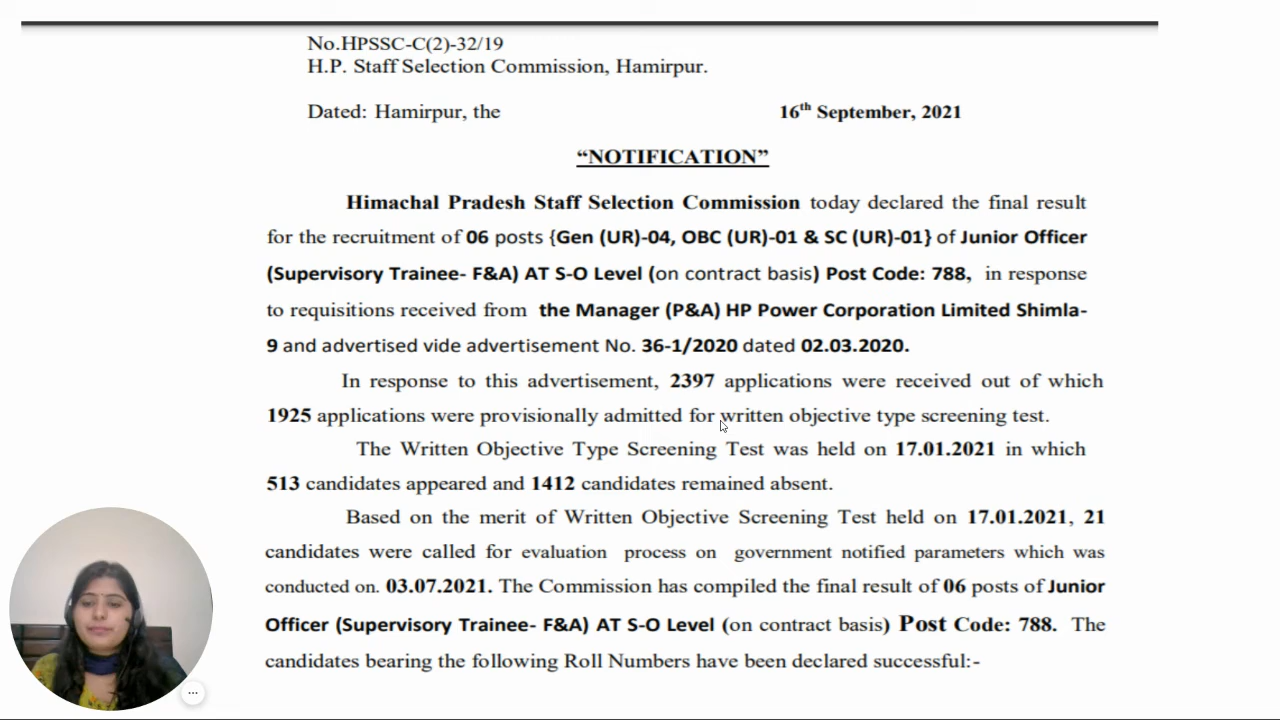 No.HPSSC-C(2)-32/19
H.P. Staff Selection Commission, Hamirpur.
Dated: Hamirpur, the 16th September, 2021
“NOTIFICATION”
Himachal Pradesh Staff Selection Commission today declared the final result
for the recruitment of 06 posts {Gen (UR)-04, OBC (UR)-01 & SC (UR)-01} of Junior Officer
(Supervisory Trainee- F&A) AT S-O Level (on contract basis) Post Code: 788, in response
to requisitions received from the Manager (P&A) HP Power Corporation Limited Shimla-
9 and advertised vide advertisement No. 36-1/2020 dated 02.03.2020.
In response to this advertisement, 2397 applications were received out of which
1925 applications were provisionally admitted for written objective type screening test.
The Written Objective Type Screening Test was held on 17.01.2021 in which
513 candidates appeared and 1412 candidates remained absent.
Based on the merit of Written Objective Screening Test held on 17.01.2021, 21
candidates were called for evaluation process on government notified parameters which was
conducted on. 03.07.2021. The Commission has compiled the final result of 06 posts of Junior
Officer (Supervisory Trainee- F&A) AT S-O Level (on contract basis) Post Code: 788. The
candidates bearing the following Roll Numbers have been declared successful:-